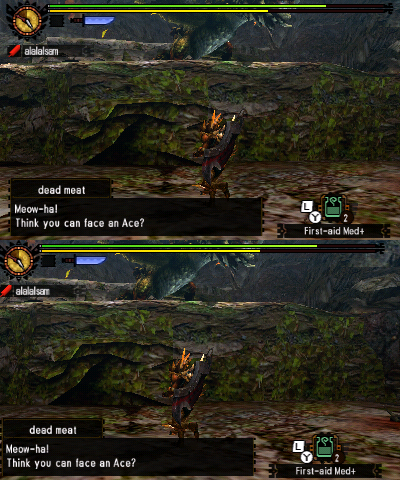 alalalsam
dead meat
Meow-ha!
Think you can face an Ace?
L
Y
2
First-aid Med+
alalalsam
dead meat
Meow-ha!
Think you can face an Ace?
L
Y
2
First-aid Med+